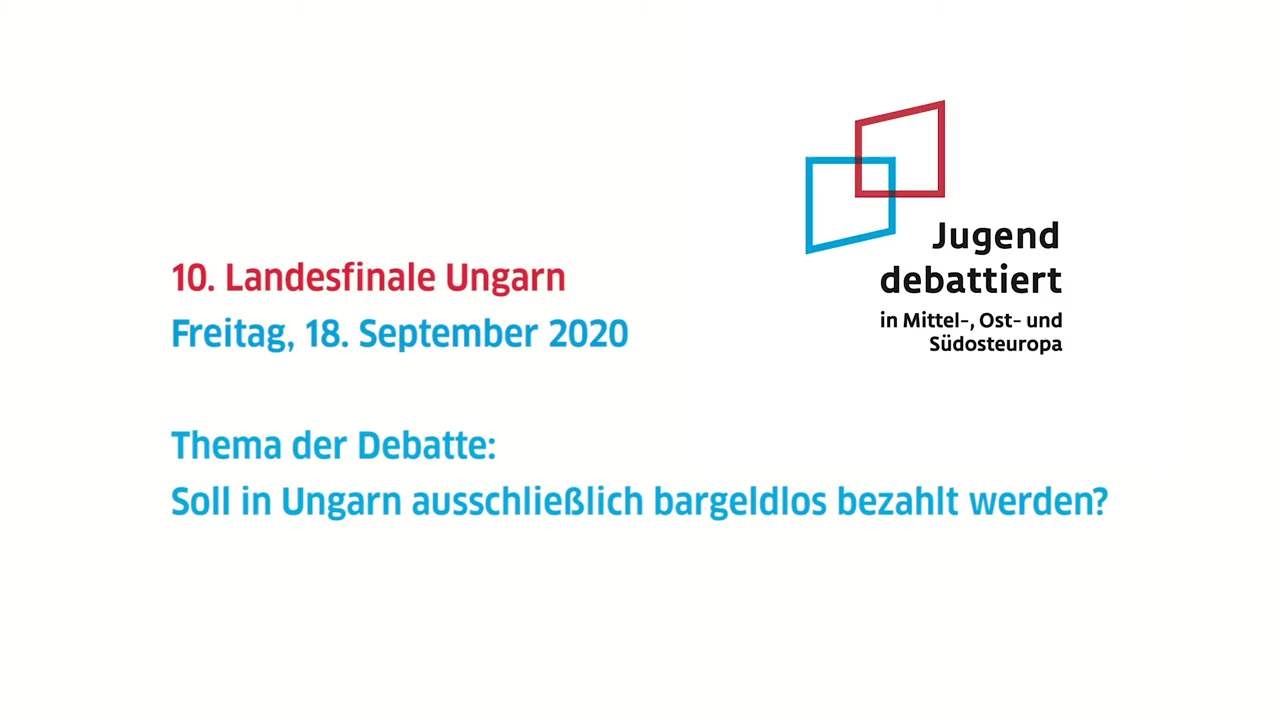 Jugend
debattiert
in Mittel-, Ost- und
Südosteuropa
10. Landesfinale Ungarn
Freitag, 18. September 2020
Thema der Debatte:
Soll in Ungarn ausschließlich bargeldlos bezahlt werden?